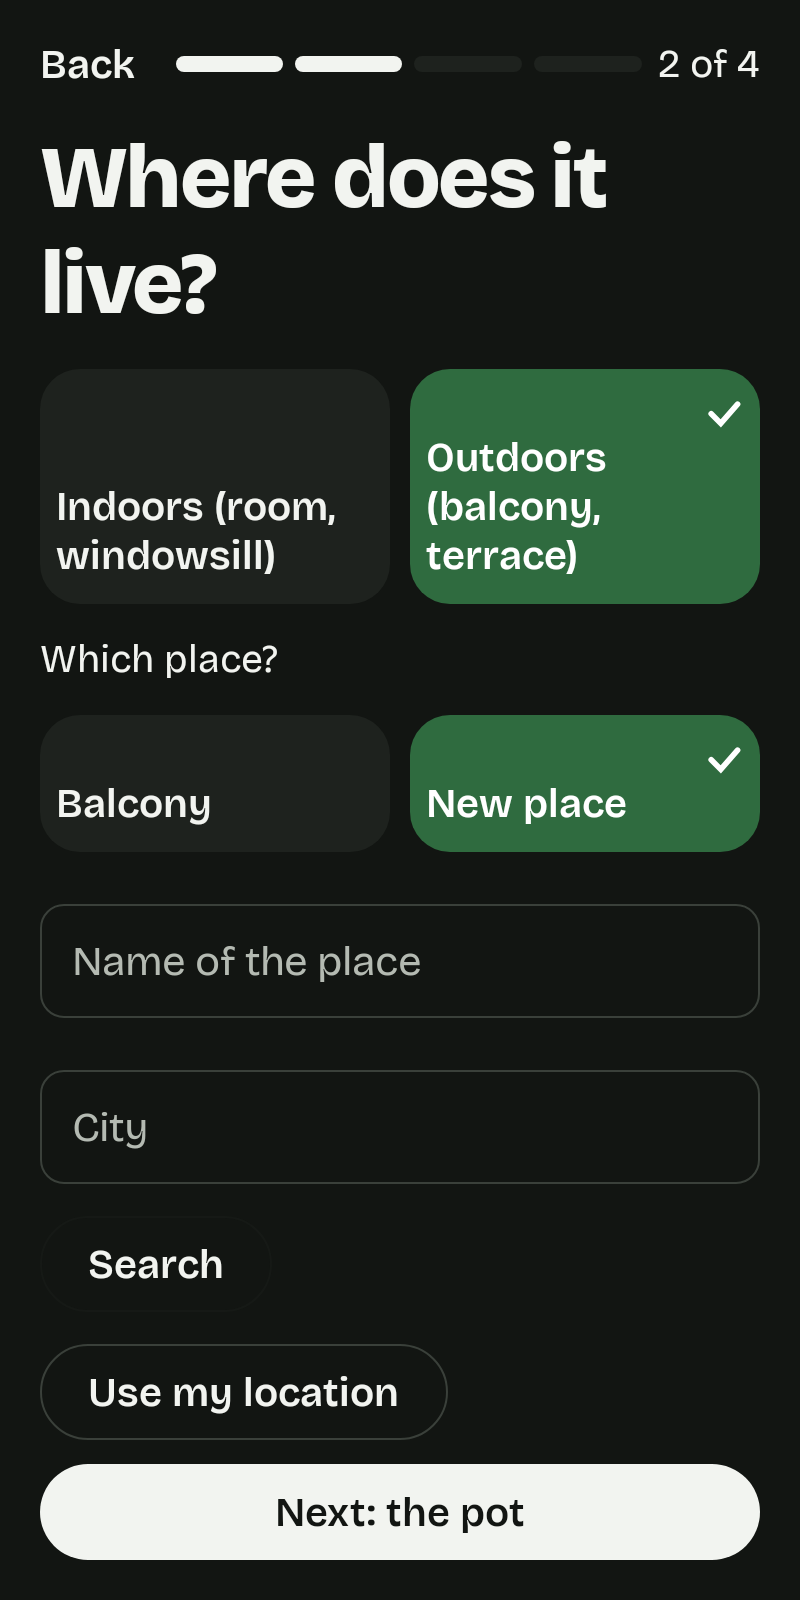 Back
2 of 4
Where does it
live?
Indoors (room,
windowsill)
Outdoors
(balcony,
terrace)
Which place?
Balcony
New place
Name of the place
City
Search
Use my location
Next: the pot